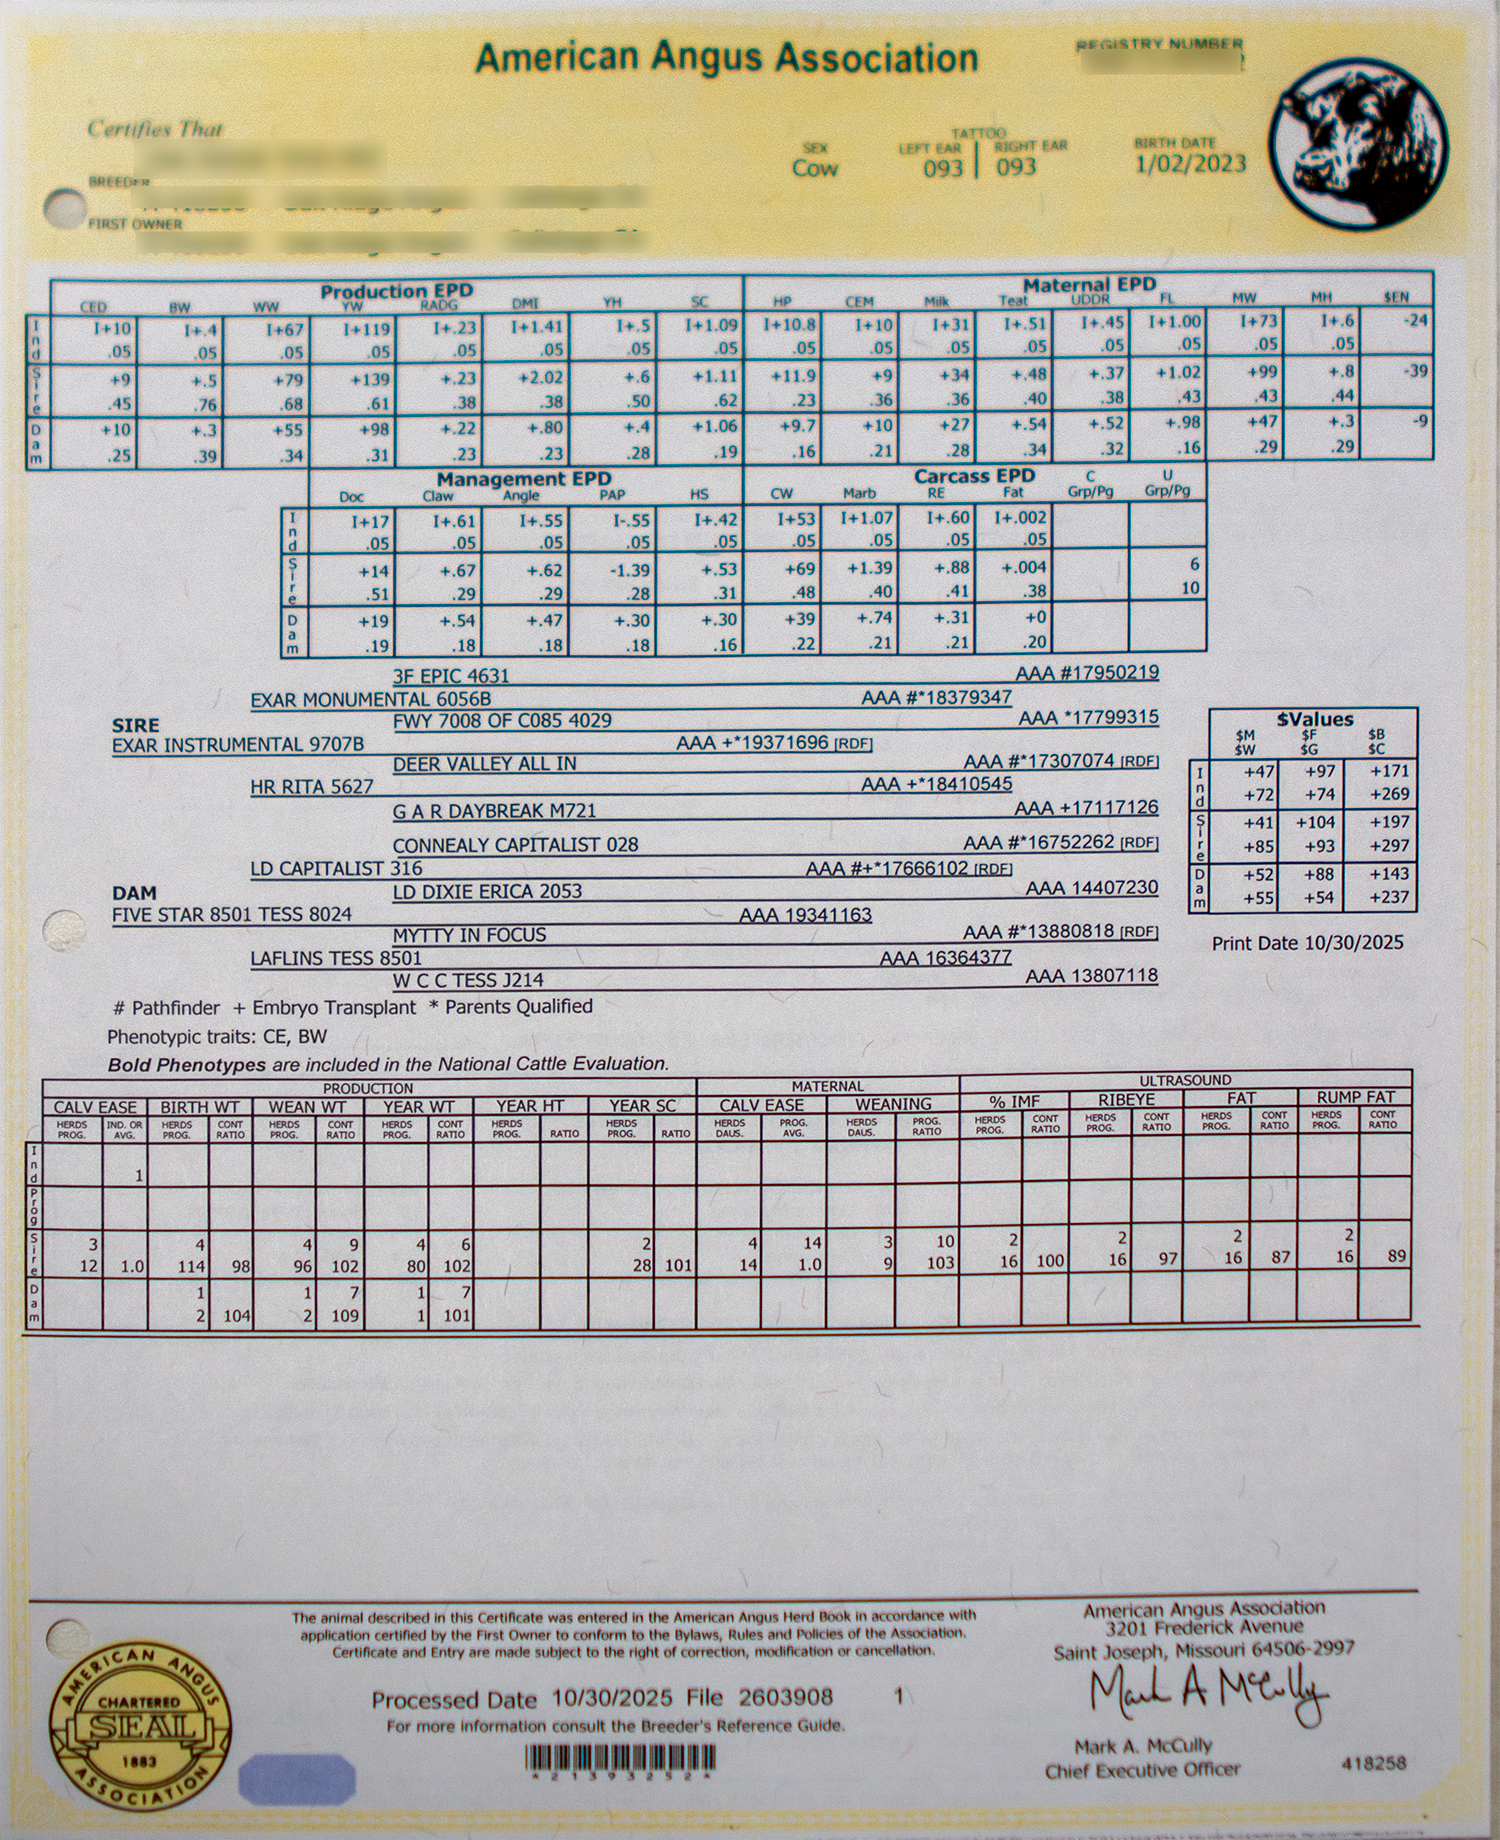 American Angus Association
REGISTRY NUMBER
Certifies That
BREEDER
FIRST OWNER
SEX
Cow
TATTOO
LEFT EAR | RIGHT EAR
093 | 093
BIRTH DATE
1/02/2023
Production EPD Maternal EPD
CED BW WW YW RADG DMI YH SC HP CEM Milk Teat UDDR FL MW MH $EN
Ind I+10 I+.4 I+67 I+119 I+.23 I+1.41 I+.5 I+1.09 I+10.8 I+10 I+31 I+.51 I+.45 I+1.00 I+73 I+.6 -24
.05 .05 .05 .05 .05 .05 .05 .05 .05 .05 .05 .05 .05 .05 .05 .05
Sire +9 +.5 +79 +139 +.23 +2.02 +.6 +1.11 +11.9 +9 +34 +.48 +.37 +1.02 +99 +.8 -39
.45 .76 .68 .61 .38 .38 .50 .62 .23 .36 .36 .40 .38 .43 .43 .44
Dam +10 +.3 +55 +98 +.22 +.80 +.4 +1.06 +9.7 +10 +27 +.54 +.52 +.98 +47 +.3 -9
.25 .39 .34 .31 .23 .23 .28 .19 .16 .21 .28 .34 .32 .16 .29 .29
Management EPD Carcass EPD
Doc Claw Angle PAP HS CW Marb RE Fat C Grp/Pg U Grp/Pg
Ind I+17 I+.61 I+.55 I-.55 I+.42 I+53 I+1.07 I+.60 I+.002
.05 .05 .05 .05 .05 .05 .05 .05 .05
Sire +14 +.67 +.62 -1.39 +.53 +69 +1.39 +.88 +.004 6
.51 .29 .29 .28 .31 .48 .40 .41 .38 10
Dam +19 +.54 +.47 +.30 +.30 +39 +.74 +.31 +0
.19 .18 .18 .18 .16 .22 .21 .21 .20
3F EPIC 4631 AAA #17950219
EXAR MONUMENTAL 6056B AAA #*18379347
FWY 7008 OF C085 4029 AAA *17799315
SIRE
EXAR INSTRUMENTAL 9707B AAA +*19371696 [RDF]
DEER VALLEY ALL IN AAA #*17307074 [RDF]
HR RITA 5627 AAA +*18410545
G A R DAYBREAK M721 AAA +17117126
CONNEALY CAPITALIST 028 AAA #*16752262 [RDF]
LD CAPITALIST 316 AAA #+*17666102 [RDF]
DAM
LD DIXIE ERICA 2053 AAA 14407230
FIVE STAR 8501 TESS 8024 AAA 19341163
MYTTY IN FOCUS AAA #*13880818 [RDF]
LAFLINS TESS 8501 AAA 16364377
W C C TESS J214 AAA 13807118
$Values
$M $F $B
$W $G $C
Ind +47 +97 +171
+72 +74 +269
Sire +41 +104 +197
+85 +93 +297
Dam +52 +88 +143
+55 +54 +237
Print Date 10/30/2025
# Pathfinder + Embryo Transplant * Parents Qualified
Phenotypic traits: CE, BW
Bold Phenotypes are included in the National Cattle Evaluation.
PRODUCTION MATERNAL ULTRASOUND
CALV EASE BIRTH WT WEAN WT YEAR WT YEAR HT YEAR SC CALV EASE WEANING % IMF RIBEYE FAT RUMP FAT
HERDS IND. OR HERDS CONT HERDS CONT HERDS CONT HERDS HERDS HERDS PROG. HERDS PROG. HERDS CONT HERDS CONT HERDS CONT HERDS CONT
PROG. AVG. PROG. RATIO PROG. RATIO PROG. RATIO PROG. RATIO PROG. RATIO DAUS. AVG. DAUS. RATIO PROG. RATIO PROG. RATIO PROG. RATIO PROG. RATIO
Ind 1
Prog
Sire 3 4 4 9 4 6 2 4 14 3 10 2 2 2 2
12 1.0 114 98 96 102 80 102 28 101 14 1.0 9 103 16 100 16 97 16 87 16 89
Dam 1 1 7 1 7
2 104 2 109 1 101
The animal described in this Certificate was entered in the American Angus Herd Book in accordance with
application certified by the First Owner to conform to the Bylaws, Rules and Policies of the Association.
Certificate and Entry are made subject to the right of correction, modification or cancellation.
Processed Date 10/30/2025 File 2603908 1
For more information consult the Breeder's Reference Guide.
*21393252*
American Angus Association
3201 Frederick Avenue
Saint Joseph, Missouri 64506-2997
Mark A McCully
Mark A. McCully
Chief Executive Officer
418258
AMERICAN ANGUS
CHARTERED
SEAL
1883
ASSOCIATION